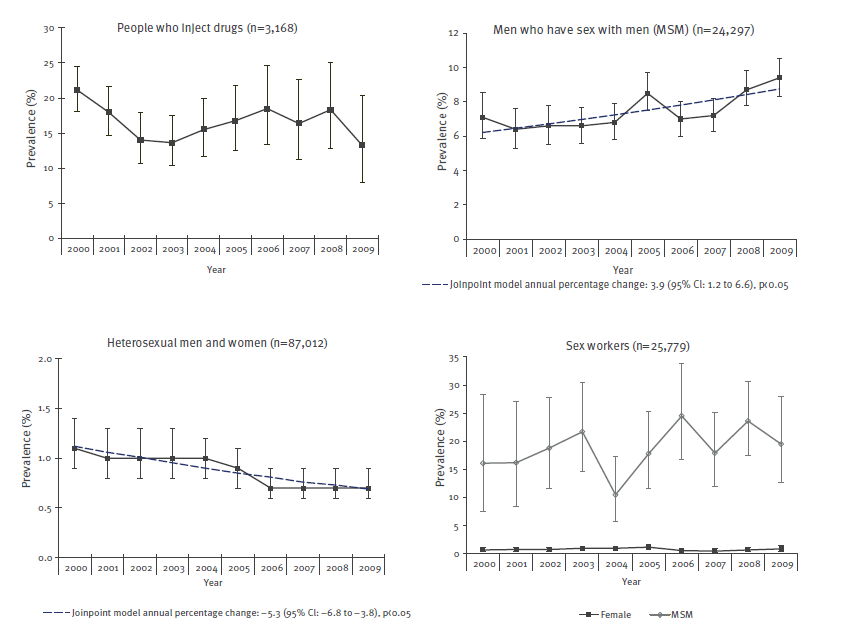 People who inject drugs (n=3,168)
Prevalence (%)
30
25
20
15
10
5
0
2000 2001 2002 2003 2004 2005 2006 2007 2008 2009
Year
Men who have sex with men (MSM) (n=24,297)
Prevalence (%)
12
10
8
6
4
2
0
2000 2001 2002 2003 2004 2005 2006 2007 2008 2009
Year
Joinpoint model annual percentage change: 3.9 (95% CI: 1.2 to 6.6), p<0.05
Heterosexual men and women (n=87,012)
Prevalence (%)
2.0
1.5
1.0
0.5
0.0
2000 2001 2002 2003 2004 2005 2006 2007 2008 2009
Year
Joinpoint model annual percentage change: −5.3 (95% CI: −6.8 to −3.8), p<0.05
Sex workers (n=25,779)
Prevalence (%)
35
30
25
20
15
10
5
0
2000 2001 2002 2003 2004 2005 2006 2007 2008 2009
Year
Female MSM